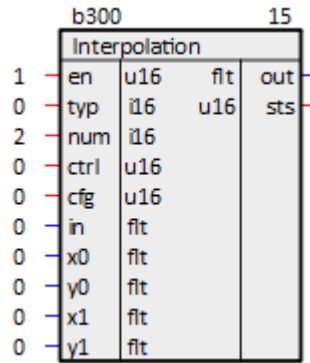 b300 15
Interpolation
1 en u16 flt out
0 typ i16 u16 sts
2 num i16
0 ctrl u16
0 cfg u16
0 in flt
0 x0 flt
0 y0 flt
0 x1 flt
0 y1 flt